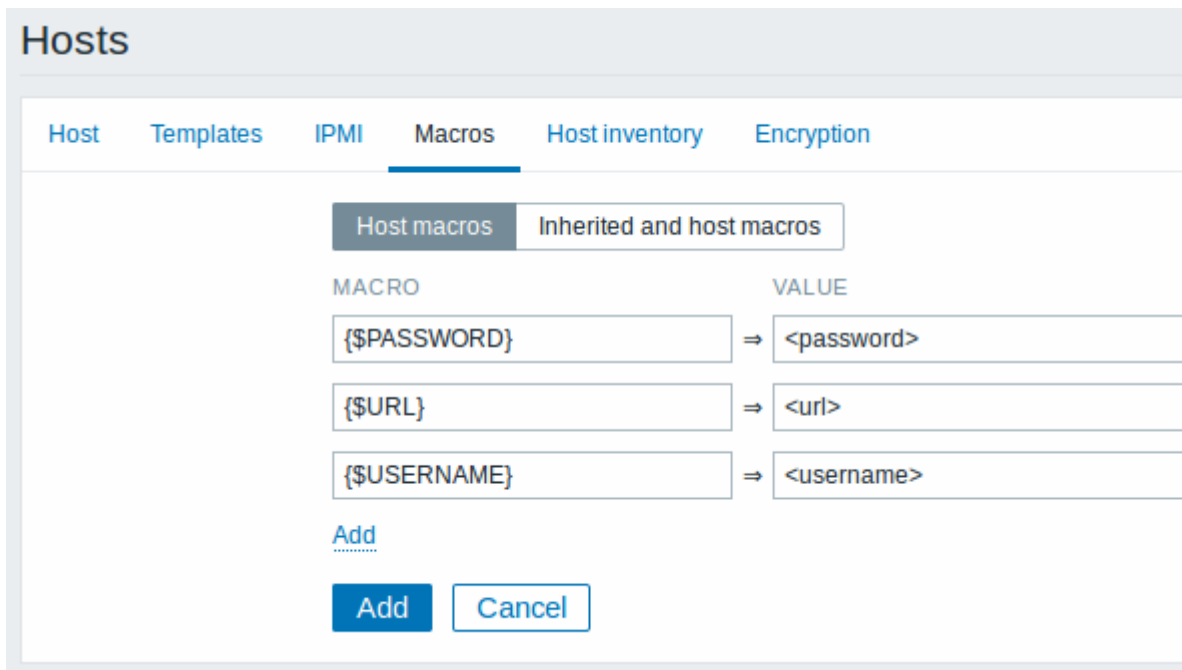 Hosts
Host Templates IPMI Macros Host inventory Encryption
Host macros Inherited and host macros
MACRO VALUE
{$PASSWORD} ⇒ <password>
{$URL} ⇒ <url>
{$USERNAME} ⇒ <username>
Add
Add Cancel